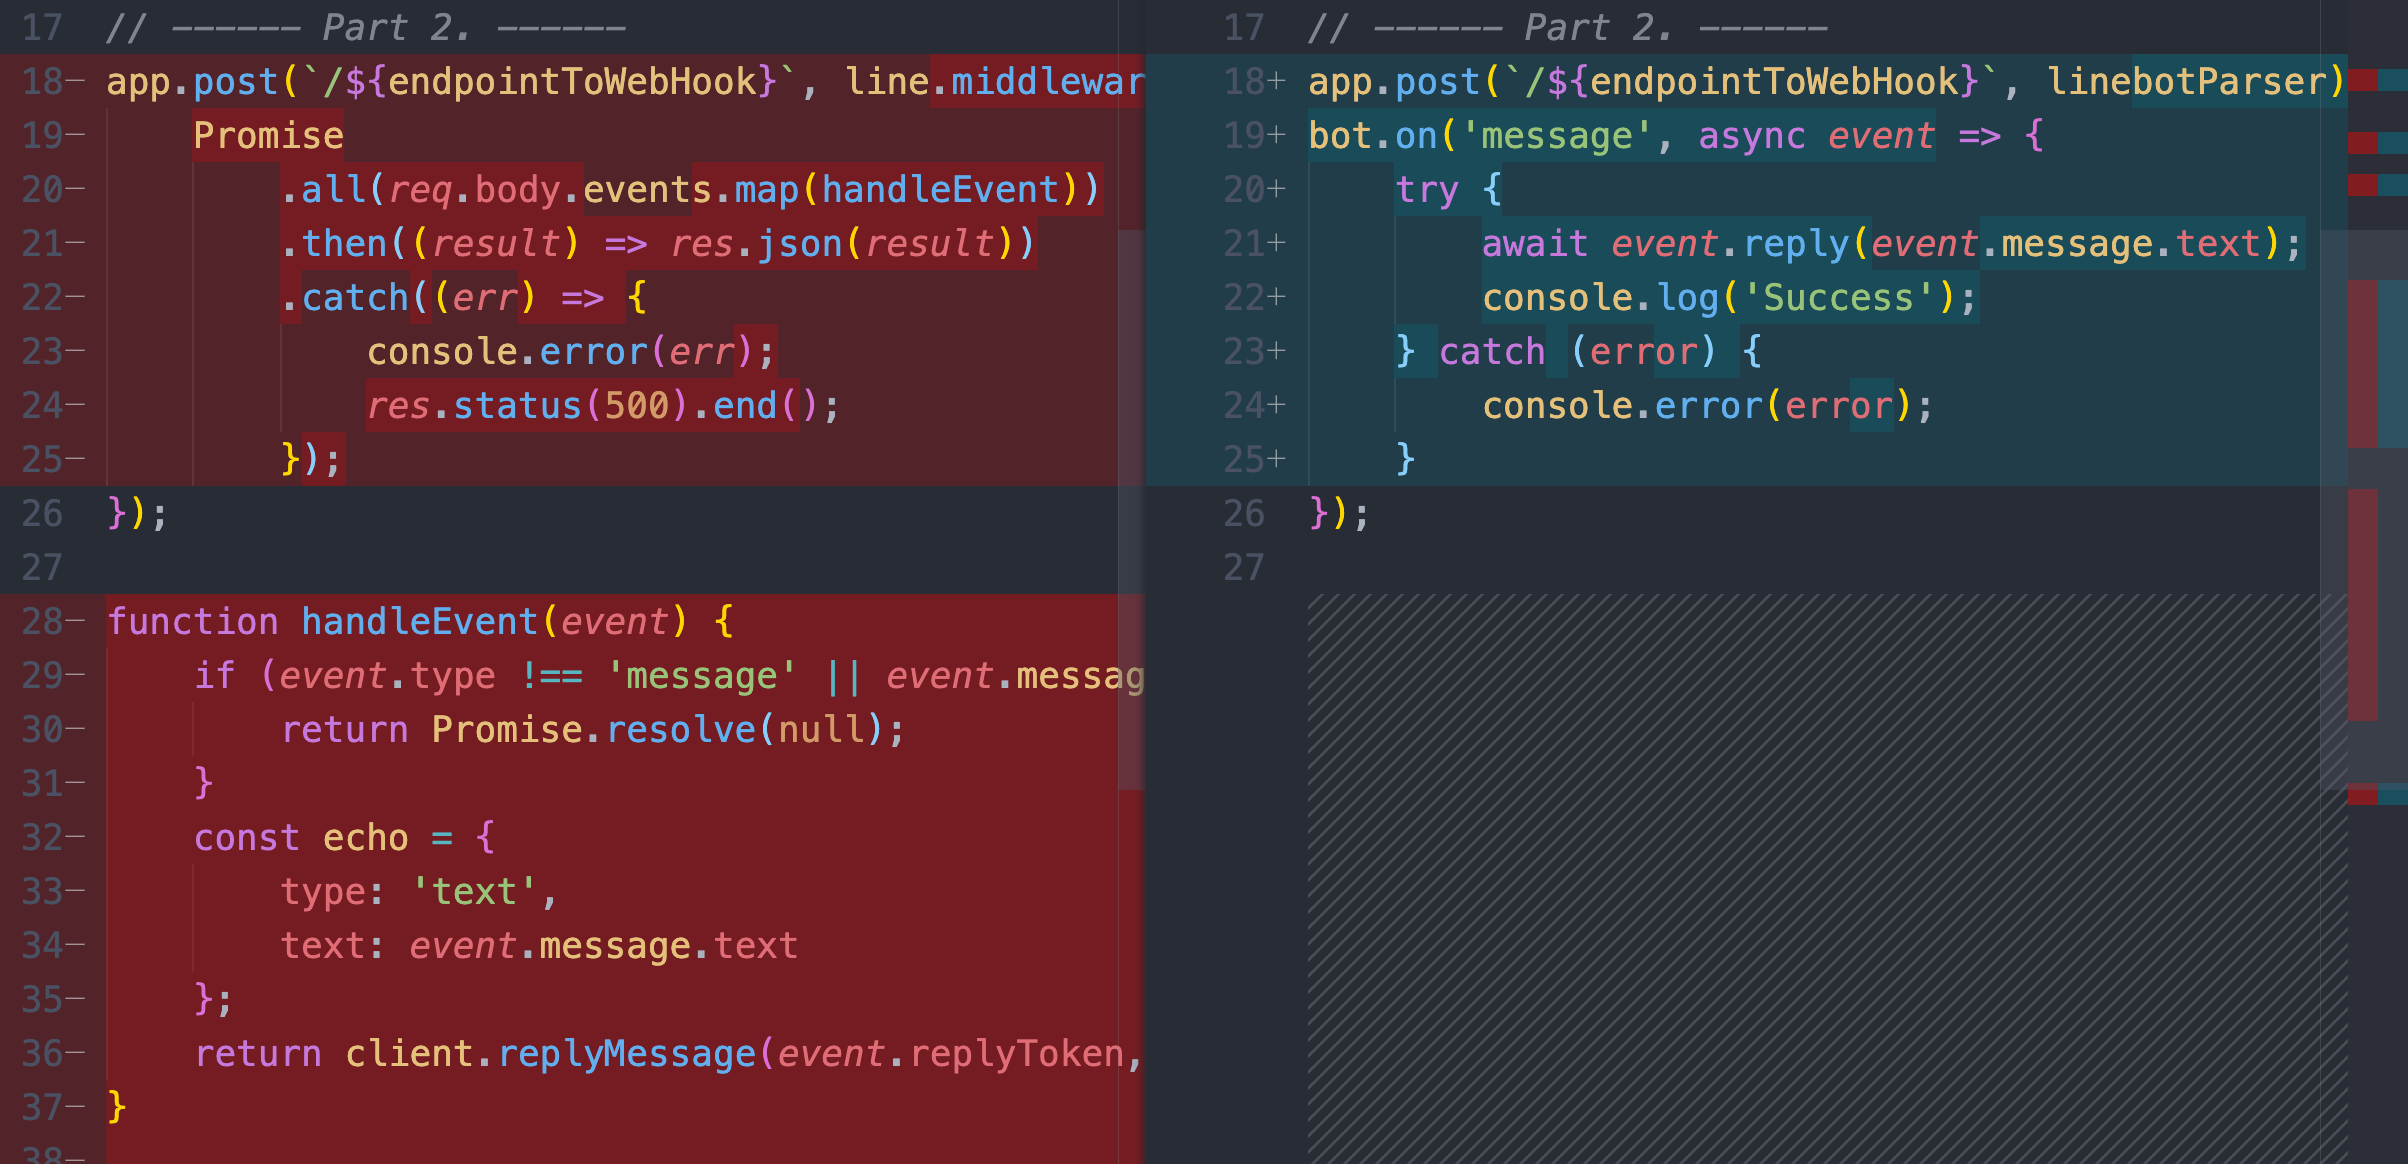 17 // —————— Part 2. ——————
18— app.post(`/${endpointToWebHook}`, line.middlewar
19— Promise
20— .all(req.body.events.map(handleEvent))
21— .then((result) => res.json(result))
22— .catch((err) => {
23— console.error(err);
24— res.status(500).end();
25— });
26 });
27
28— function handleEvent(event) {
29— if (event.type !== 'message' || event.messag
30— return Promise.resolve(null);
31— }
32— const echo = {
33— type: 'text',
34— text: event.message.text
35— };
36— return client.replyMessage(event.replyToken,
37— }
38—
17 // —————— Part 2. ——————
18+ app.post(`/${endpointToWebHook}`, linebotParser)
19+ bot.on('message', async event => {
20+ try {
21+ await event.reply(event.message.text);
22+ console.log('Success');
23+ } catch (error) {
24+ console.error(error);
25+ }
26 });
27